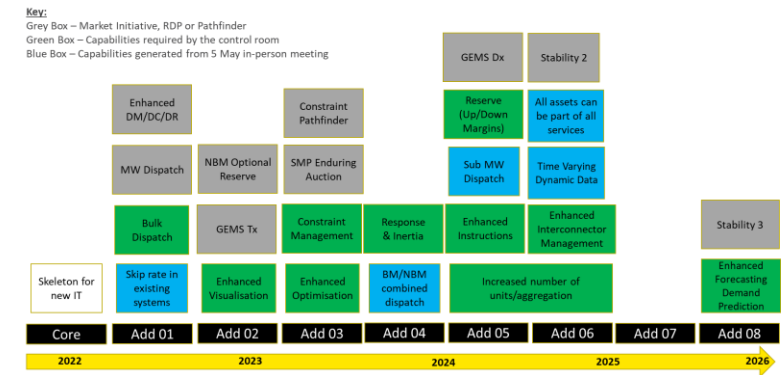 Key:
Grey Box – Market Initiative, RDP or Pathfinder
Green Box – Capabilities required by the control room
Blue Box – Capabilities generated from 5 May in-person meeting
GEMS Dx
Stability 2
Enhanced
DM/DC/DR
Constraint
Pathfinder
Reserve
(Up/Down
Margins)
All assets can
be part of all
services
MW Dispatch
NBM Optional
Reserve
SMP Enduring
Auction
Sub MW
Dispatch
Time Varying
Dynamic Data
Bulk
Dispatch
GEMS Tx
Constraint
Management
Response
& Inertia
Enhanced
Instructions
Enhanced
Interconnector
Management
Stability 3
Skeleton for
new IT
Skip rate in
existing
systems
Enhanced
Visualisation
Enhanced
Optimisation
BM/NBM
combined
dispatch
Increased number of
units/aggregation
Enhanced
Forecasting
Demand
Prediction
Core
Add 01
Add 02
Add 03
Add 04
Add 05
Add 06
Add 07
Add 08
2022
2023
2024
2025
2026